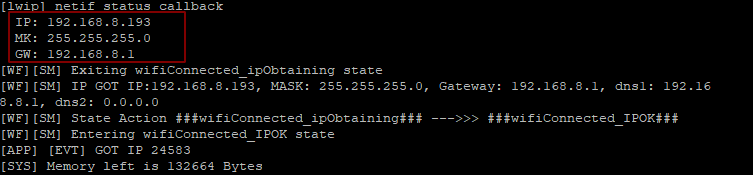 [lwip] netif status callback
IP: 192.168.8.193
MK: 255.255.255.0
GW: 192.168.8.1
[WF][SM] Exiting wifiConnected_ipObtaining state
[WF][SM] IP GOT IP:192.168.8.193, MASK: 255.255.255.0, Gateway: 192.168.8.1, dns1: 192.16
8.8.1, dns2: 0.0.0.0
[WF][SM] State Action ###wifiConnected_ipObtaining### --->>> ###wifiConnected_IPOK###
[WF][SM] Entering wifiConnected_IPOK state
[APP] [EVT] GOT IP 24583
[SYS] Memory left is 132664 Bytes